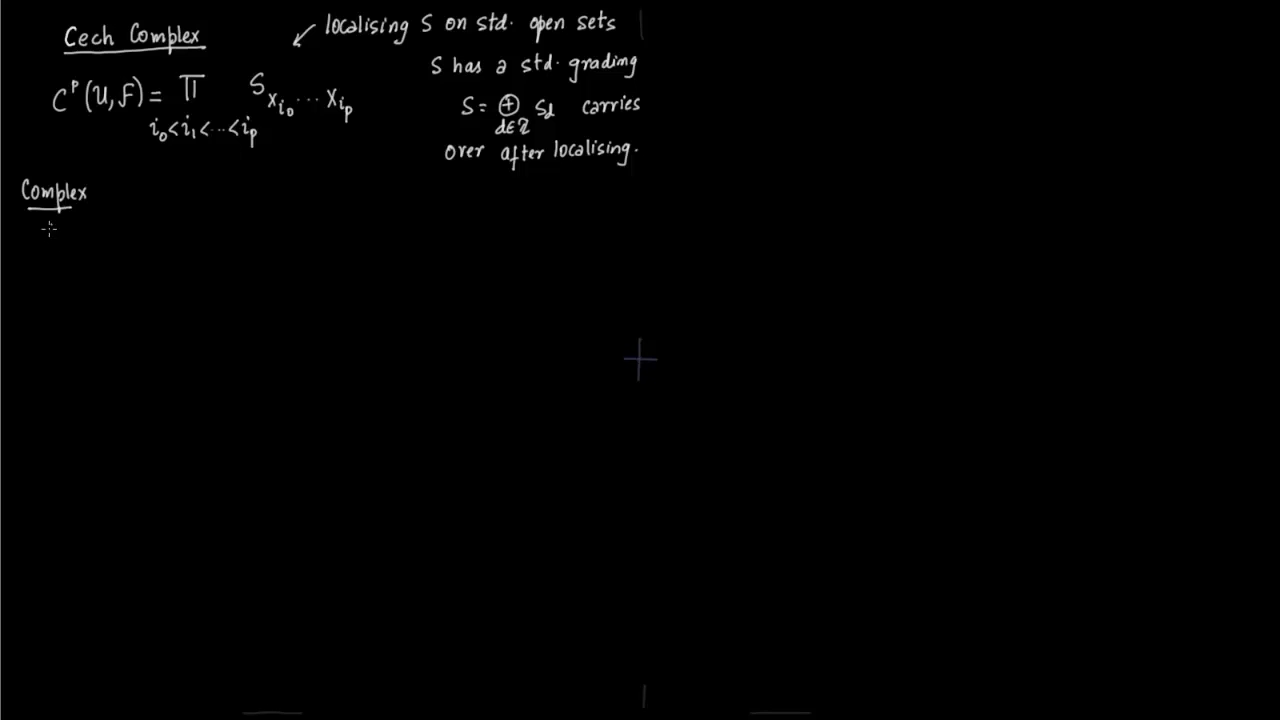 Cech Complex
C^p(U, F) = ∏_{i_0<i_1<...<i_p} S_{x_{i_0} ... x_{i_p}}
localising S on std. open sets
S has a std. grading
S = ⊕_{d∈ℤ} S_d carries
over after localising.
Complex